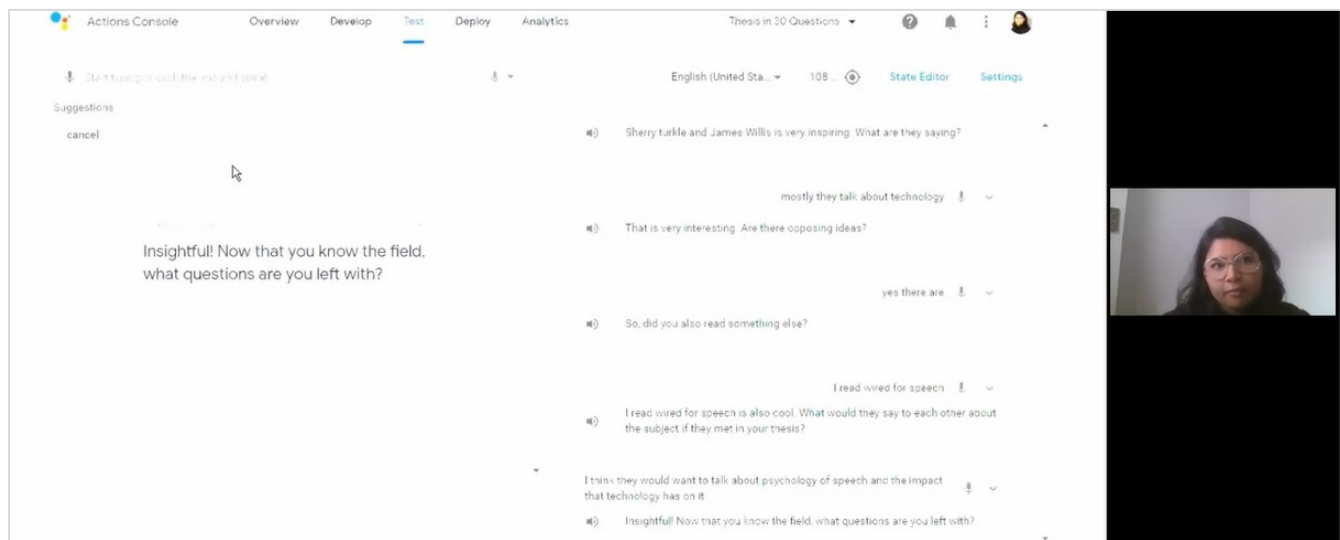 Actions Console Overview Develop Test Deploy Analytics Thesis in 30 Questions
English (United Sta... 108 ... State Editor Settings
Suggestions
cancel
Insightful! Now that you know the field,
what questions are you left with?
Sherry turkle and James Willis is very inspiring. What are they saying?
mostly they talk about technology
That is very interesting. Are there opposing ideas?
yes there are
So, did you also read something else?
I read wired for speech
I read wired for speech is also cool. What would they say to each other about
the subject if they met in your thesis?
I think they would want to talk about psychology of speech and the impact
that technology has on it
Insightful! Now that you know the field, what questions are you left with?